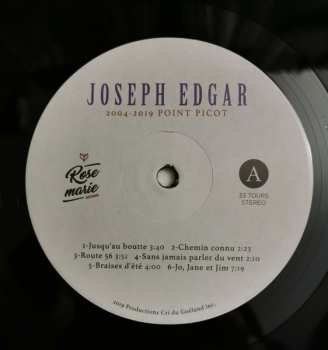 JOSEPH EDGAR
2004-2019 POINT PICOT
Rose
marie
A
33 TOURS
STEREO
1-Jusqu'au boutte 3:40 2-Chemin connu 2:23
3-Route 56 3:52 4-Sans jamais parler du vent 2:10
5-Braises d'été 4:00 6-Jo, Jane et Jim 7:19
2019 Productions Cri du Goéland inc.